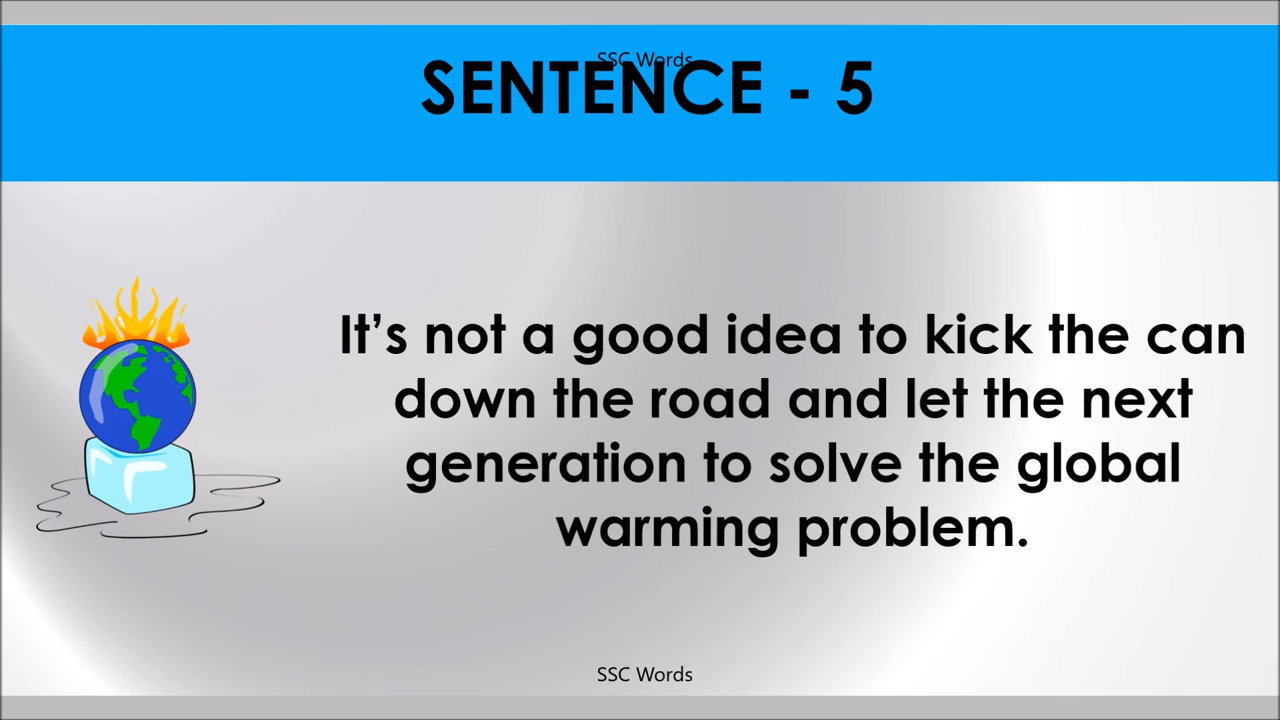 SSC Words
SENTENCE - 5
It’s not a good idea to kick the can
down the road and let the next
generation to solve the global
warming problem.
SSC Words